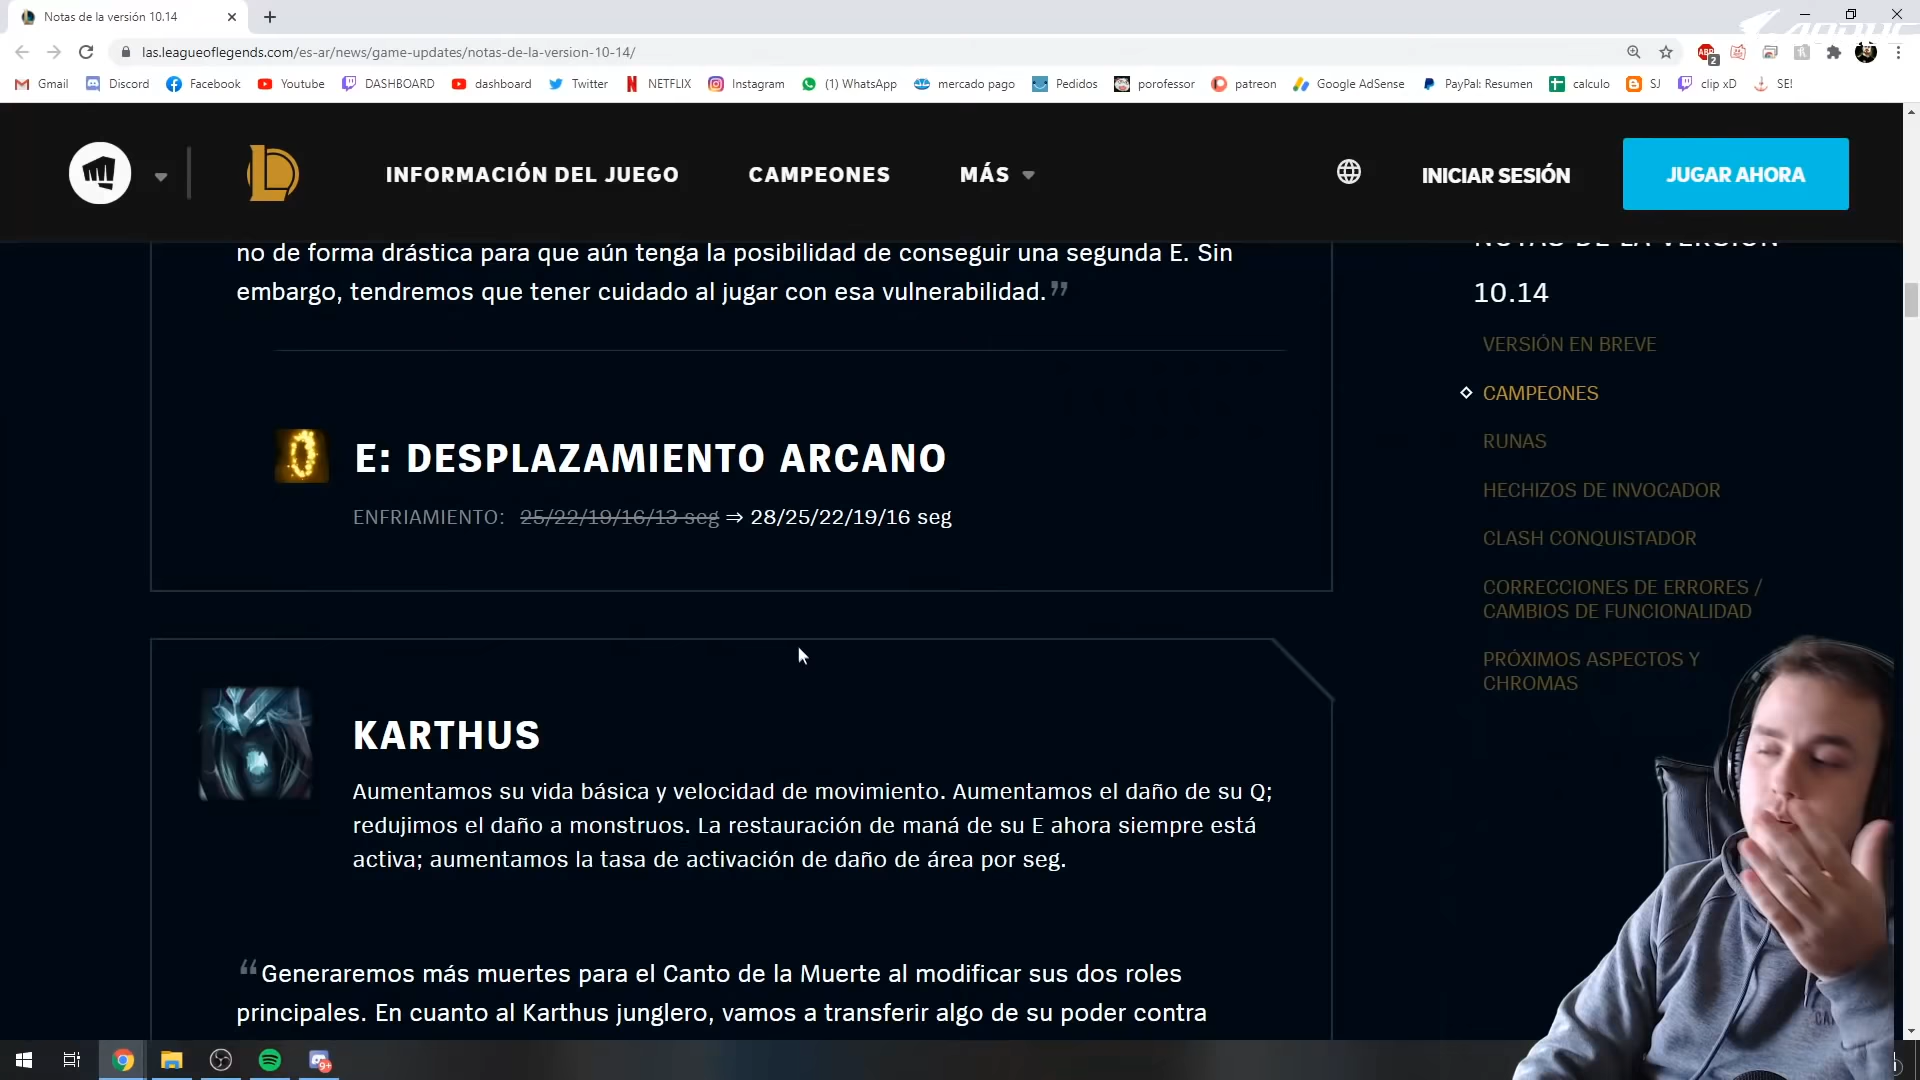 Notas de la versión 10.14
las.leagueoflegends.com/es-ar/news/game-updates/notas-de-la-version-10-14/
Gmail Discord Facebook Youtube DASHBOARD dashboard Twitter NETFLIX Instagram (1) WhatsApp mercado pago Pedidos porofessor patreon Google AdSense PayPal: Resumen calculo SJ clip xD SE!
INFORMACIÓN DEL JUEGO CAMPEONES MÁS INICIAR SESIÓN JUGAR AHORA
no de forma drástica para que aún tenga la posibilidad de conseguir una segunda E. Sin
embargo, tendremos que tener cuidado al jugar con esa vulnerabilidad.”
E: DESPLAZAMIENTO ARCANO
ENFRIAMIENTO: 25/22/19/16/13 seg ⇒ 28/25/22/19/16 seg
KARTHUS
Aumentamos su vida básica y velocidad de movimiento. Aumentamos el daño de su Q;
redujimos el daño a monstruos. La restauración de maná de su E ahora siempre está
activa; aumentamos la tasa de activación de daño de área por seg.
“Generaremos más muertes para el Canto de la Muerte al modificar sus dos roles
principales. En cuanto al Karthus junglero, vamos a transferir algo de su poder contra
NOTAS DE LA VERSIÓN
10.14
VERSIÓN EN BREVE
CAMPEONES
RUNAS
HECHIZOS DE INVOCADOR
CLASH CONQUISTADOR
CORRECCIONES DE ERRORES /
CAMBIOS DE FUNCIONALIDAD
PRÓXIMOS ASPECTOS Y
CHROMAS